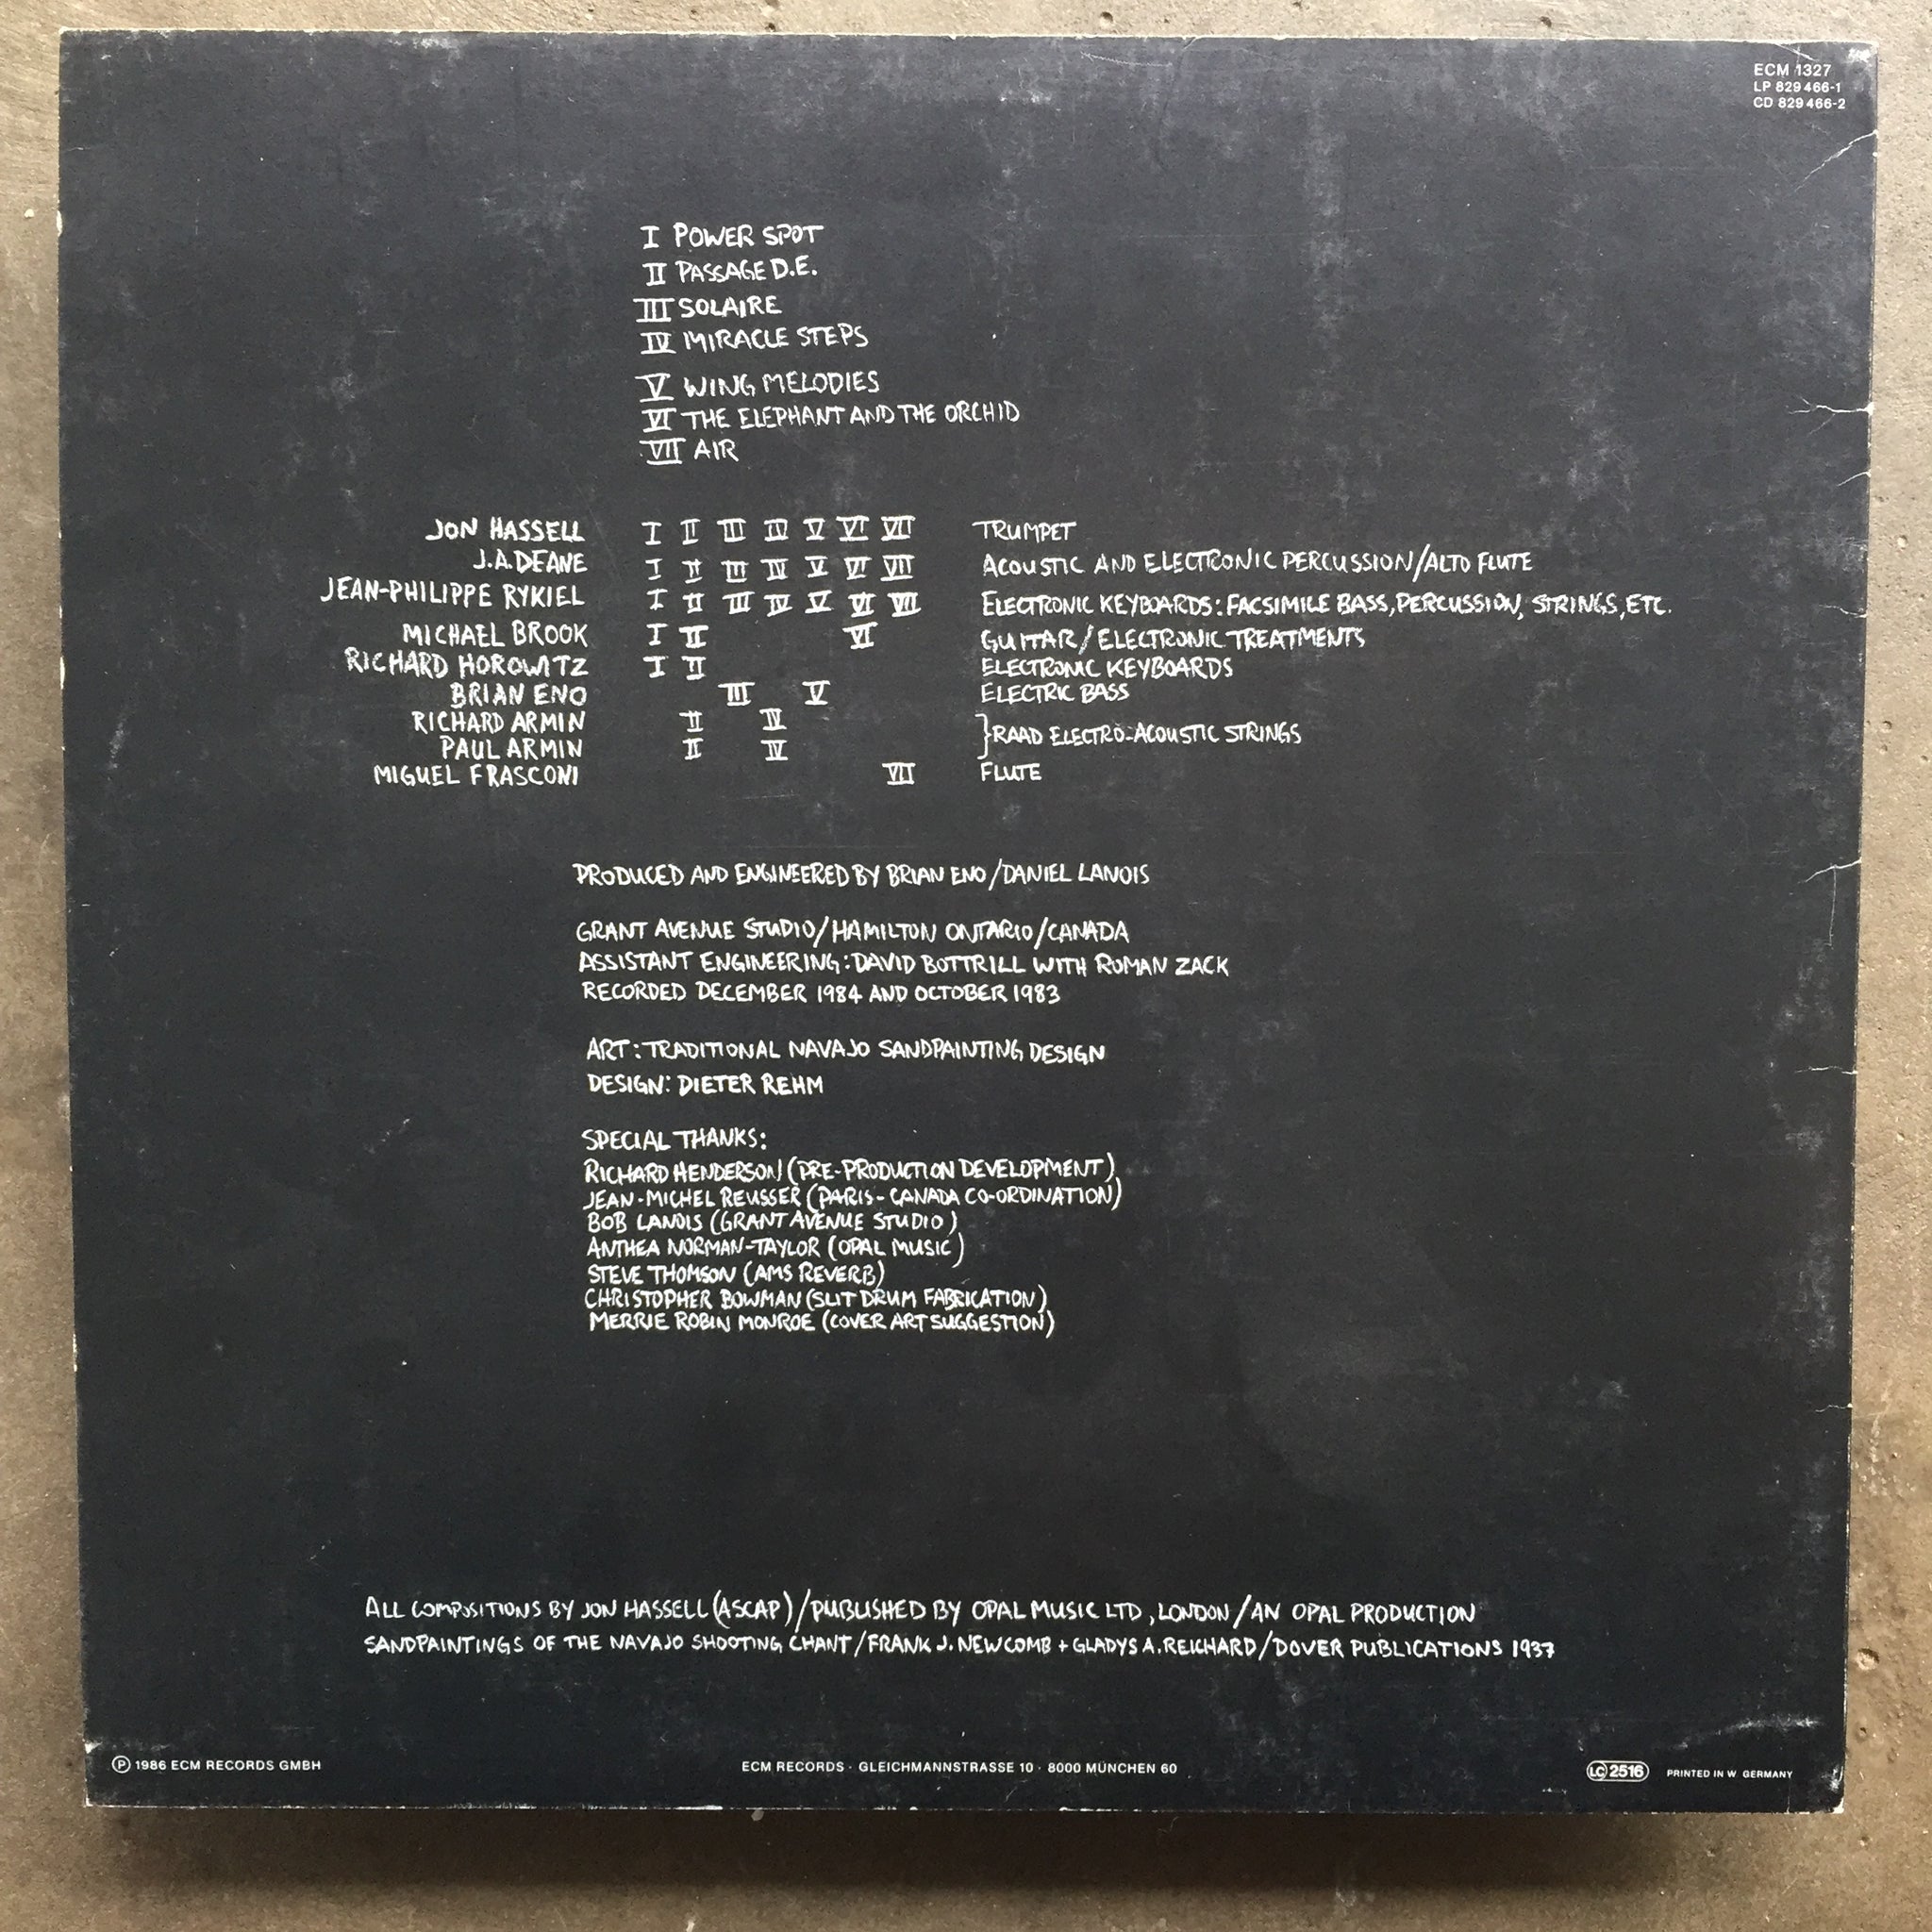 ECM 1327
LP 829 466-1
CD 829 466-2
I POWER SPOT
II PASSAGE D.E.
III SOLAIRE
IV MIRACLE STEPS
V WING MELODIES
VI THE ELEPHANT AND THE ORCHID
VII AIR
JON HASSELL I II III IV V VI VII TRUMPET
J.A. DEANE I II III IV V VI VII ACOUSTIC AND ELECTRONIC PERCUSSION/ALTO FLUTE
JEAN-PHILIPPE RYKIEL I II III IV V VI VII ELECTRONIC KEYBOARDS: FACSIMILE BASS, PERCUSSION, STRINGS, ETC.
MICHAEL BROOK I II VI GUITAR/ELECTRONIC TREATMENTS
RICHARD HOROWITZ I II ELECTRONIC KEYBOARDS
BRIAN ENO III V ELECTRIC BASS
RICHARD ARMIN II IV
}RAAD ELECTRO-ACOUSTIC STRINGS
PAUL ARMIN II IV
MIGUEL FRASCONI VII FLUTE
PRODUCED AND ENGINEERED BY BRIAN ENO/DANIEL LANOIS
GRANT AVENUE STUDIO/HAMILTON ONTARIO/CANADA
ASSISTANT ENGINEERING: DAVID BOTTRILL WITH ROMAN ZACK
RECORDED DECEMBER 1984 AND OCTOBER 1983
ART: TRADITIONAL NAVAJO SANDPAINTING DESIGN
DESIGN: DIETER REHM
SPECIAL THANKS:
RICHARD HENDERSON (PRE-PRODUCTION DEVELOPMENT)
JEAN-MICHEL REUSSER (PARIS-CANADA CO-ORDINATION)
BOB LANOIS (GRANT AVENUE STUDIO)
ANTHEA NORMAN-TAYLOR (OPAL MUSIC)
STEVE THOMSON (AMS REVERB)
CHRISTOPHER BOWMAN (SLIT DRUM FABRICATION)
MERRIE ROBIN MONROE (COVER ART SUGGESTION)
ALL COMPOSITIONS BY JON HASSELL (ASCAP)/PUBLISHED BY OPAL MUSIC LTD, LONDON/AN OPAL PRODUCTION
SANDPAINTINGS OF THE NAVAJO SHOOTING CHANT/FRANK J. NEWCOMB + GLADYS A. REICHARD/DOVER PUBLICATIONS 1937
Ⓟ 1986 ECM RECORDS GMBH
ECM RECORDS · GLEICHMANNSTRASSE 10 · 8000 MÜNCHEN 60
LC 2516
PRINTED IN W. GERMANY